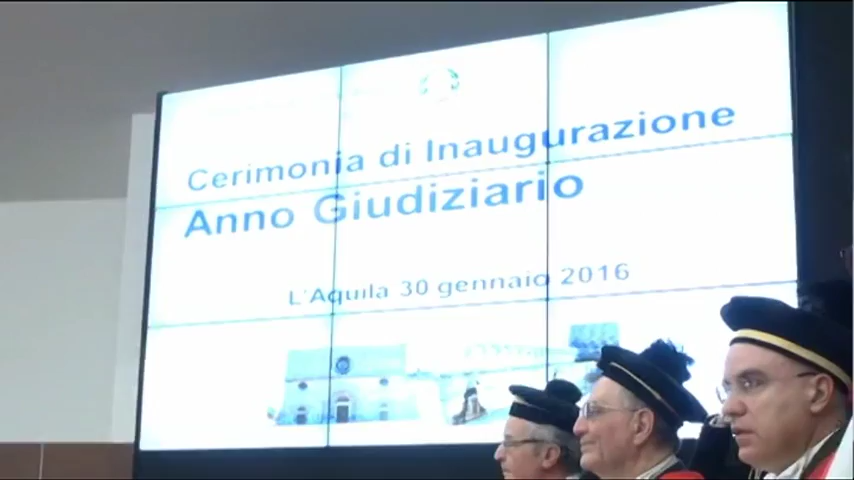 Cerimonia di Inaugurazione
Anno Giudiziario
L'Aquila 30 gennaio 2016